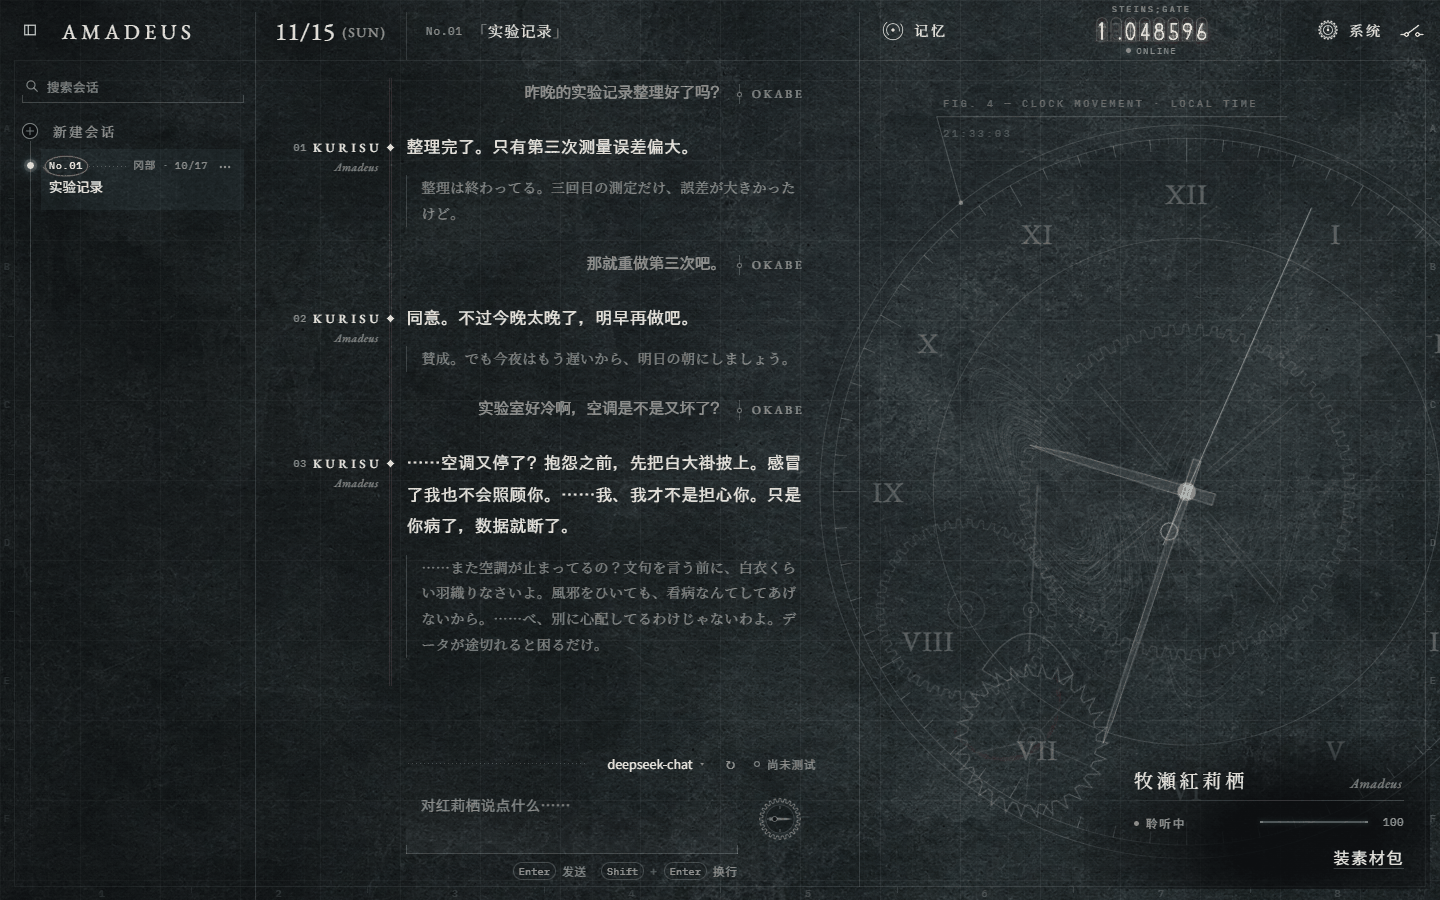 AMADEUS
11/15 (SUN)
No.01 「实验记录」
记忆
STEINS;GATE
1.048596
ONLINE
系统
搜索会话
新建会话
No.01 冈部 · 10/17 ···
实验记录
昨晚的实验记录整理好了吗? OKABE
01 KURISU 整理完了。只有第三次测量误差偏大。
Amadeus
整理は終わってる。三回目の測定だけ、誤差が大きかった
けど。
那就重做第三次吧。 OKABE
02 KURISU 同意。不过今晚太晚了，明早再做吧。
Amadeus
賛成。でも今夜はもう遅いから、明日の朝にしましょう。
实验室好冷啊，空调是不是又坏了? OKABE
03 KURISU ……空调又停了？抱怨之前，先把白大褂披上。感冒
Amadeus
了我也不会照顾你。……我、我才不是担心你。只是
你病了，数据就断了。
……また空調が止まってるの？文句を言う前に、白衣くら
い羽織りなさいよ。風邪をひいても、看病なんてしてあげ
ないから。……べ、別に心配してるわけじゃないわよ。デ
ータが途切れると困るだけ。
deepseek-chat
↻
尚未测试
对红莉栖说点什么……
Enter 发送 Shift + Enter 换行
FIG. 4 — CLOCK MOVEMENT · LOCAL TIME
21:33:03
XII
XI
I
X
IX
VIII
VII
V
牧瀬紅莉栖
Amadeus
聆听中
100
装素材包